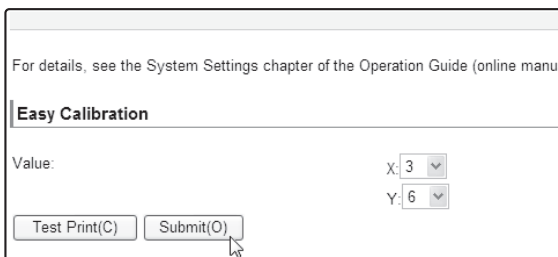 For details, see the System Settings chapter of the Operation Guide (online manu
Easy Calibration
Value:
X: 3
Y: 6
Test Print(C) Submit(O)